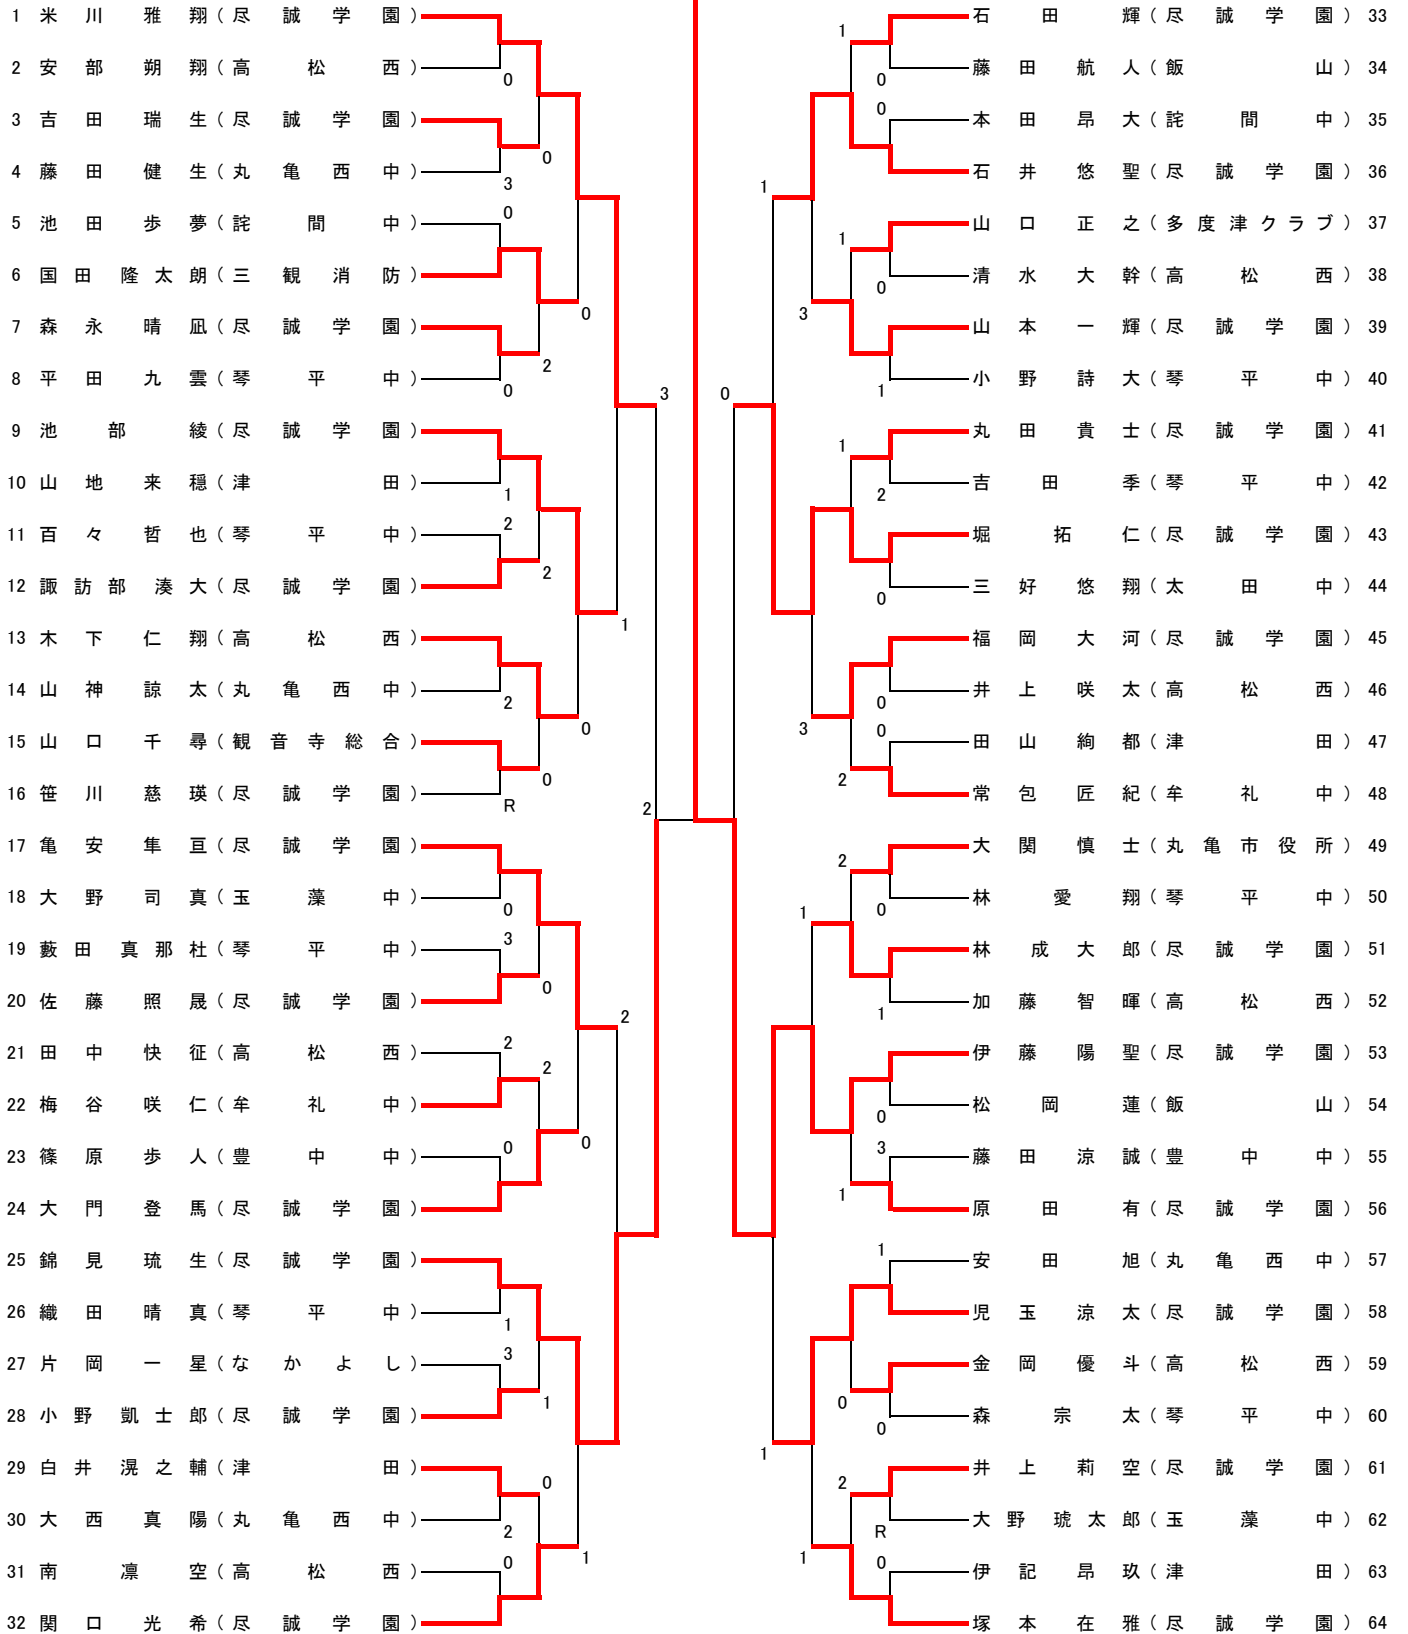 1 米川 雅翔(尽誠学園)
2 安部 朔翔(高松西)
0
3 吉田 瑞生(尽誠学園)
0
4 藤田 健生(丸亀西中)
3
0
5 池田 歩夢(詫間中)
6 国田 隆太朗(三観消防)
0
7 森永 晴凪(尽誠学園)
2
8 平田 九雲(琴平中)
0
3
9 池部 綾(尽誠学園)
10 山地 来穏(津田)
1
2
11 百々 哲也(琴平中)
2
12 諏訪部 湊大(尽誠学園)
1
13 木下 仁翔(高松西)
14 山神 諒太(丸亀西中)
2
0
15 山口 千尋(観音寺総合)
0
16 笹川 慈瑛(尽誠学園)
R
2
17 亀安 隼亘(尽誠学園)
18 大野 司真(玉藻中)
0
3
19 藪田 真那杜(琴平中)
0
20 佐藤 照晟(尽誠学園)
2
2
21 田中 快征(高松西)
2
22 梅谷 咲仁(牟礼中)
0
0
23 篠原 歩人(豊中中)
24 大門 登馬(尽誠学園)
25 錦見 琉生(尽誠学園)
26 織田 晴真(琴平中)
1
3
27 片岡 一星(なかよし)
1
28 小野 凱士郎(尽誠学園)
29 白井 滉之輔(津田)
0
30 大西 真陽(丸亀西中)
2
1
0
31 南 凛空(高松西)
32 関口 光希(尽誠学園)
石田 輝(尽誠学園) 33
1
藤田 航人(飯山) 34
0
0
本田 昂大(詫間中) 35
石井 悠聖(尽誠学園) 36
1
山口 正之(多度津クラブ) 37
1
清水 大幹(高松西) 38
0
3
山本 一輝(尽誠学園) 39
小野 詩大(琴平中) 40
1
0
丸田 貴士(尽誠学園) 41
1
吉田 季(琴平中) 42
2
堀 拓仁(尽誠学園) 43
三好 悠翔(太田中) 44
0
福岡 大河(尽誠学園) 45
井上 咲太(高松西) 46
0
3
0
田山 絢都(津田) 47
2
常包 匠紀(牟礼中) 48
大関 慎士(丸亀市役所) 49
2
林 愛翔(琴平中) 50
0
1
林 成大郎(尽誠学園) 51
加藤 智暉(高松西) 52
1
伊藤 陽聖(尽誠学園) 53
松岡 蓮(飯山) 54
0
3
藤田 涼誠(豊中中) 55
1
原田 有(尽誠学園) 56
1
安田 旭(丸亀西中) 57
児玉 涼太(尽誠学園) 58
金岡 優斗(高松西) 59
0
森 宗太(琴平中) 60
0
1
井上 莉空(尽誠学園) 61
2
大野 琥太郎(玉藻中) 62
R
1
0
伊記 昂玖(津田) 63
塚本 在雅(尽誠学園) 64